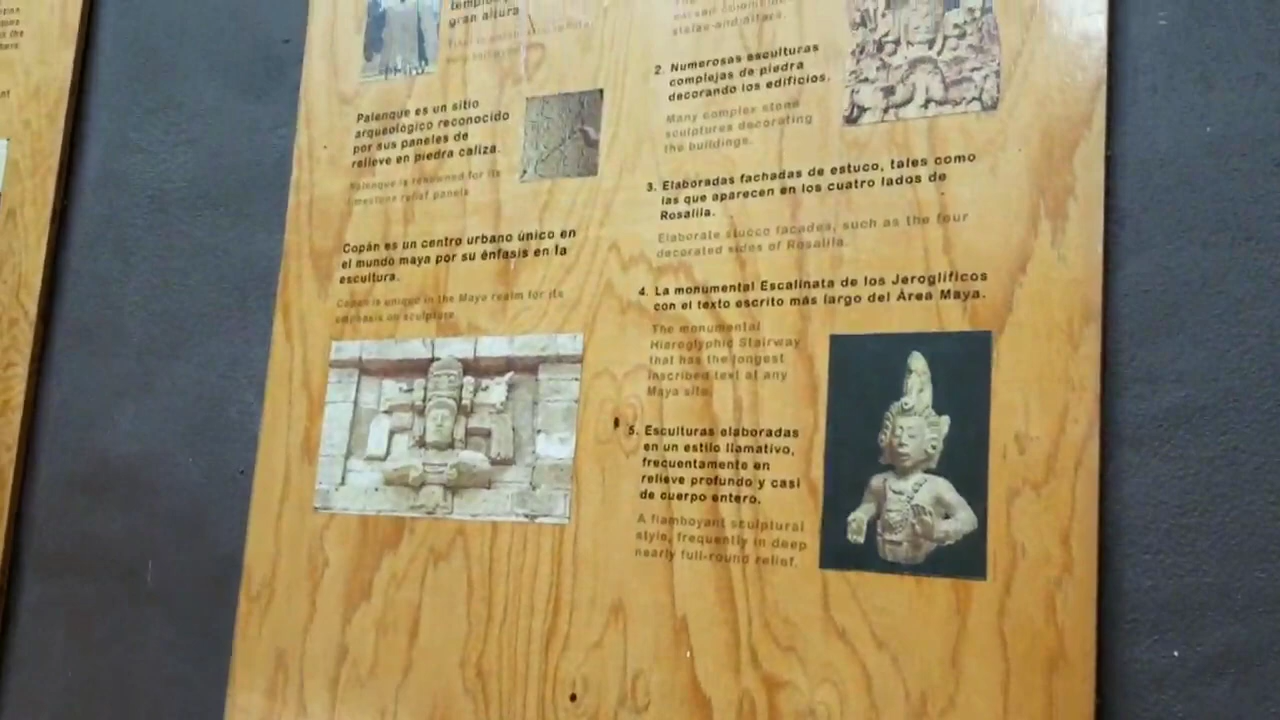 gran altura
Palenque es un sitio
arqueológico reconocido
por sus paneles de
relieve en piedra caliza.
Palenque is renowned for its
limestone relief panels
Copán es un centro urbano único en
el mundo maya por su énfasis en la
escultura.
Copan is unique in the Maya realm for its
emphasis on sculpture.
stelae and altars.
2. Numerosas esculturas
complejas de piedra
decorando los edificios.
Many complex stone
sculptures decorating
the buildings.
3. Elaboradas fachadas de estuco, tales como
las que aparecen en los cuatro lados de
Rosalila.
Elaborate stucco facades, such as the four
decorated sides of Rosalila.
4. La monumental Escalinata de los Jeroglíficos
con el texto escrito más largo del Área Maya.
The monumental
Hieroglyphic Stairway
that has the longest
inscribed text at any
Maya site.
5. Esculturas elaboradas
en un estilo llamativo,
frecuentamente en
relieve profundo y casi
de cuerpo entero.
A flamboyant sculptural
style, frequently in deep
nearly full-round relief.